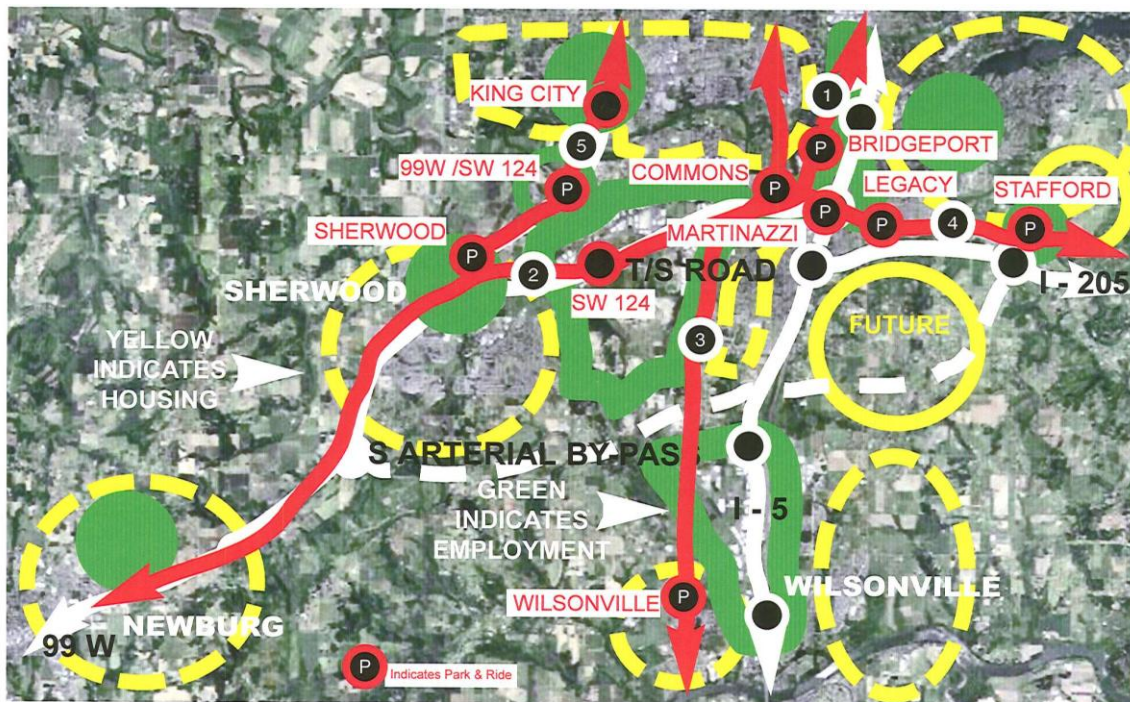 KING CITY
1
5
BRIDGEPORT
P
99W /SW 124
COMMONS
P
P
LEGACY
STAFFORD
SHERWOOD
P
MARTINAZZI
P
P
4
P
2
T/S ROAD
SHERWOOD
SW 124
I - 205
YELLOW
INDICATES
HOUSING
3
FUTURE
S ARTERIAL BY-PASS
GREEN
INDICATES
EMPLOYMENT
I - 5
WILSONVILLE
P
WILSONVILLE
NEWBURG
99 W
P
Indicates Park & Ride